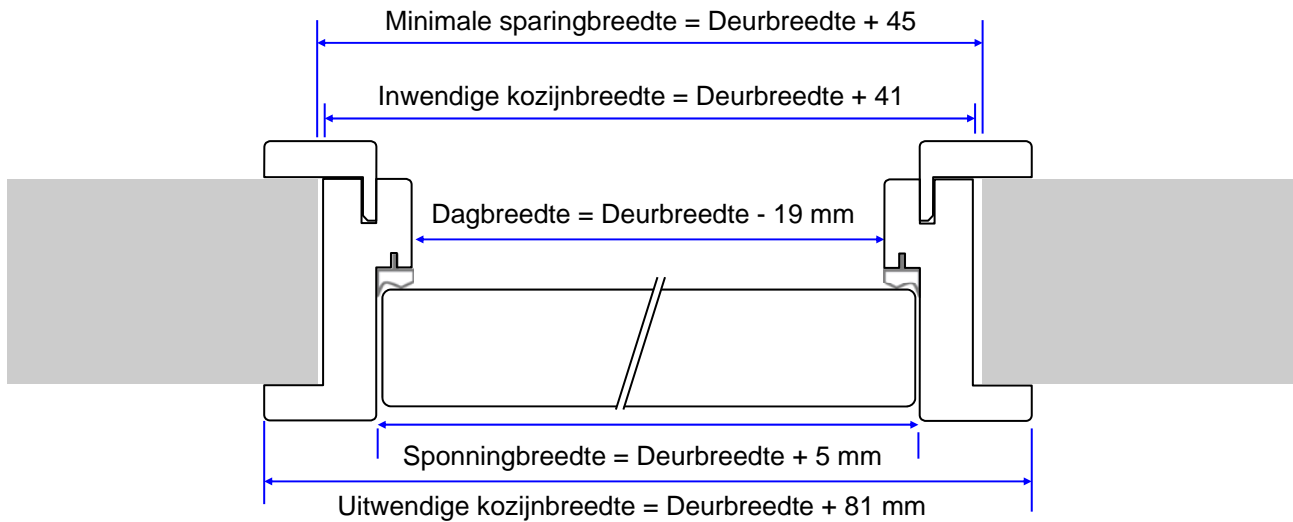 Minimale sparingbreedte = Deurbreedte + 45
Inwendige kozijnbreedte = Deurbreedte + 41
Dagbreedte = Deurbreedte - 19 mm
Sponningbreedte = Deurbreedte + 5 mm
Uitwendige kozijnbreedte = Deurbreedte + 81 mm